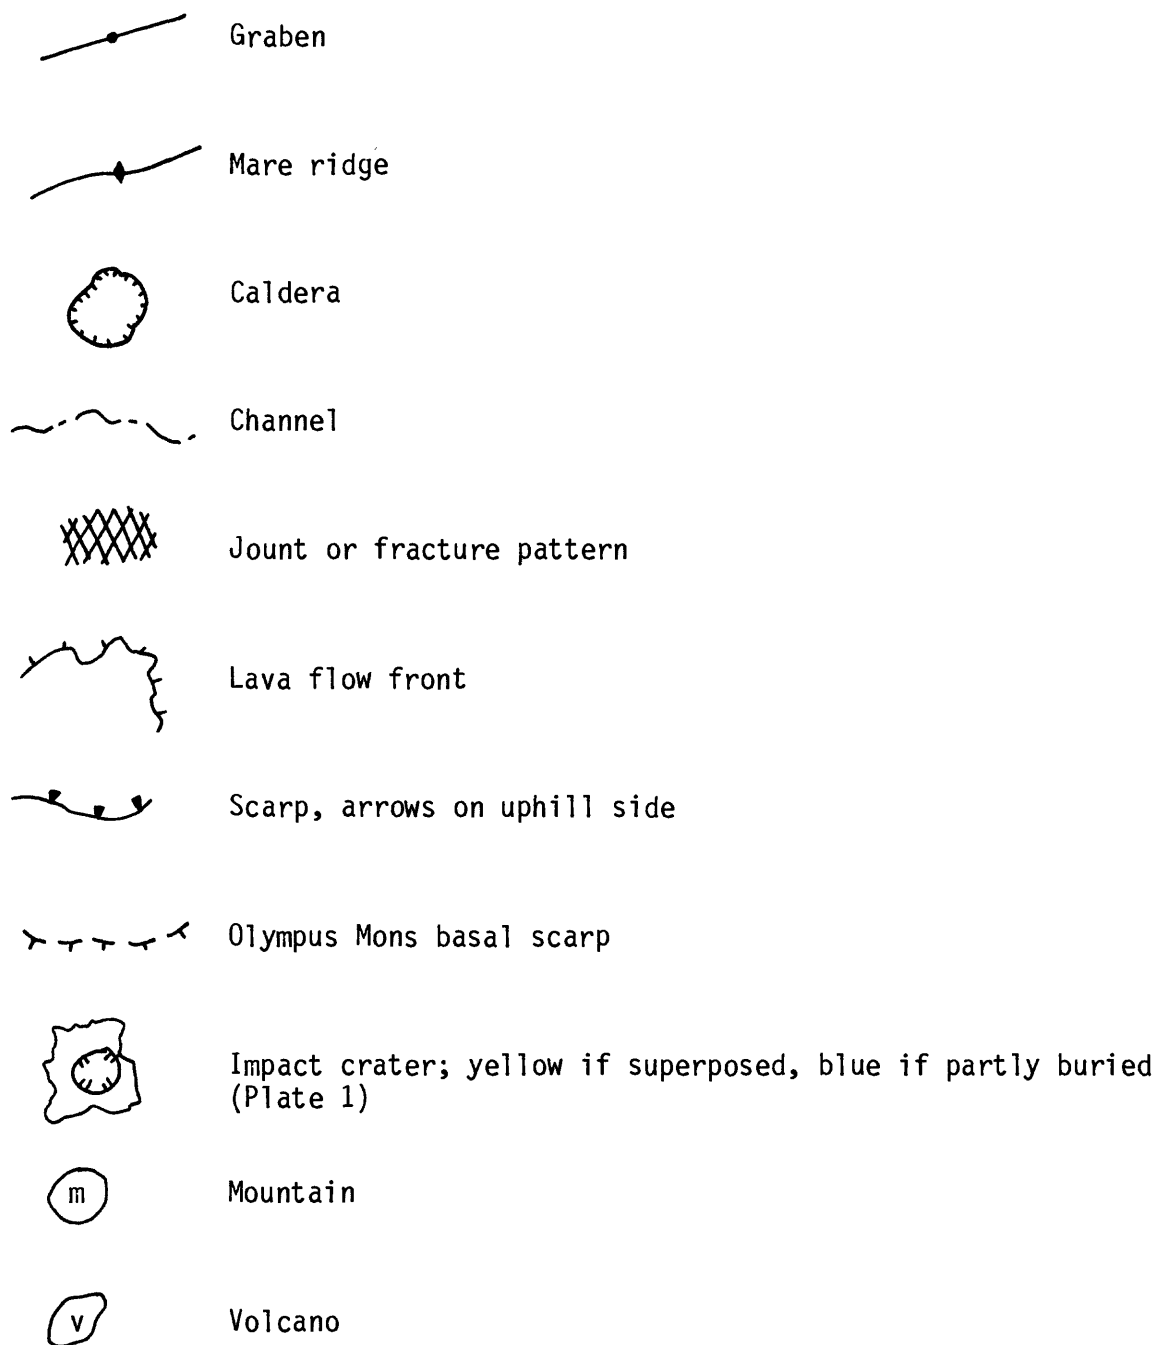 Graben
Mare ridge
Caldera
Channel
Jount or fracture pattern
Lava flow front
Scarp, arrows on uphill side
Olympus Mons basal scarp
Impact crater; yellow if superposed, blue if partly buried
(Plate 1)
m Mountain
v Volcano